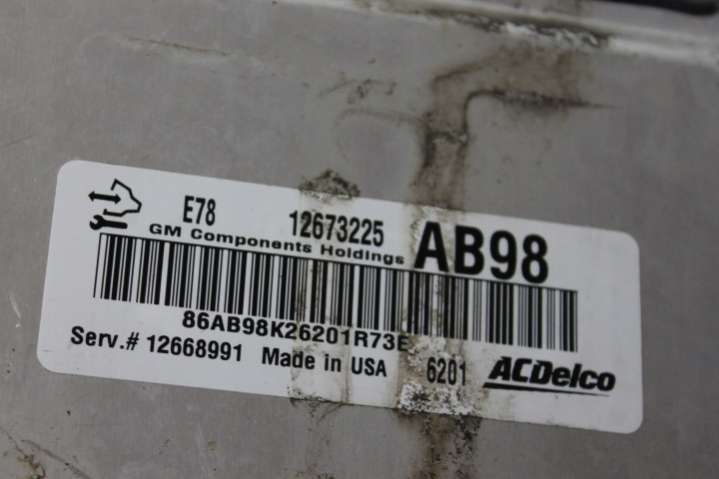 E78 12673225 AB98
GM Components Holdings
86AB98K26201R73E
Serv.# 12668991 Made in USA 6201 ACDelco